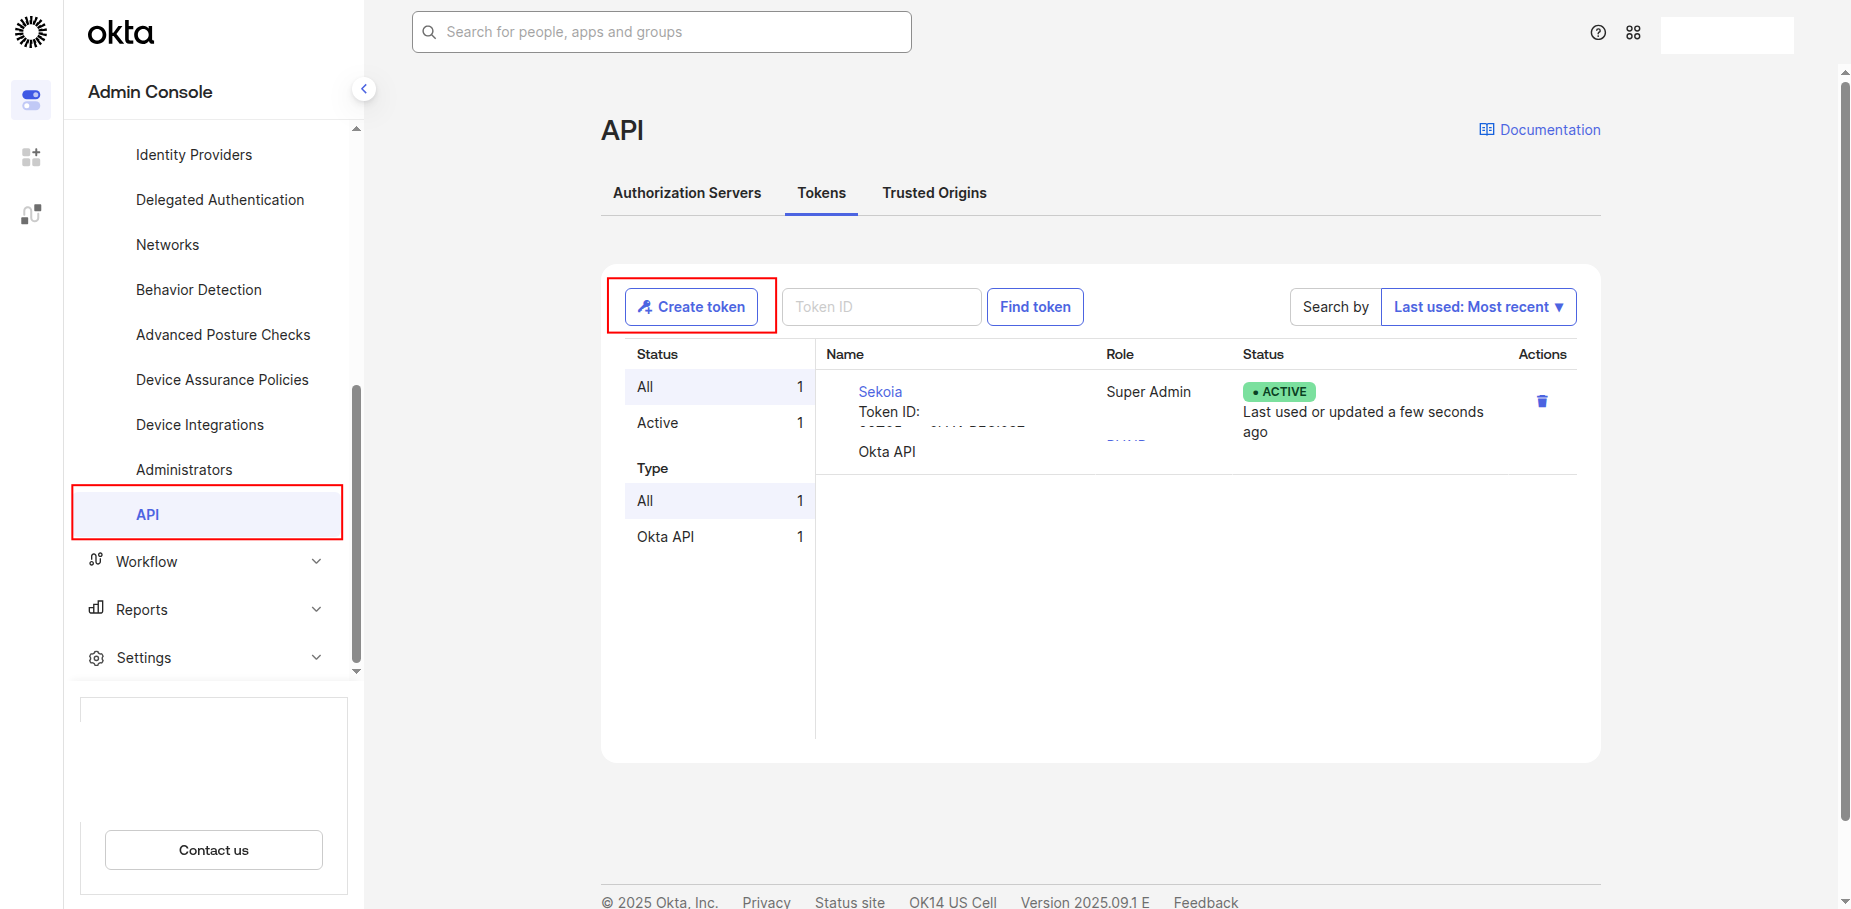 okta
Search for people, apps and groups
Admin Console
Identity Providers
Delegated Authentication
Networks
Behavior Detection
Advanced Posture Checks
Device Assurance Policies
Device Integrations
Administrators
API
Workflow
Reports
Settings
Contact us
API
Documentation
Authorization Servers Tokens Trusted Origins
Create token Token ID Find token Search by Last used: Most recent ▼
Status
All 1
Active 1
Type
All 1
Okta API 1
Name Role Status Actions
Sekoia Super Admin ● ACTIVE
Token ID: Last used or updated a few seconds
ago
Okta API
© 2025 Okta, Inc. Privacy Status site OK14 US Cell Version 2025.09.1 E Feedback